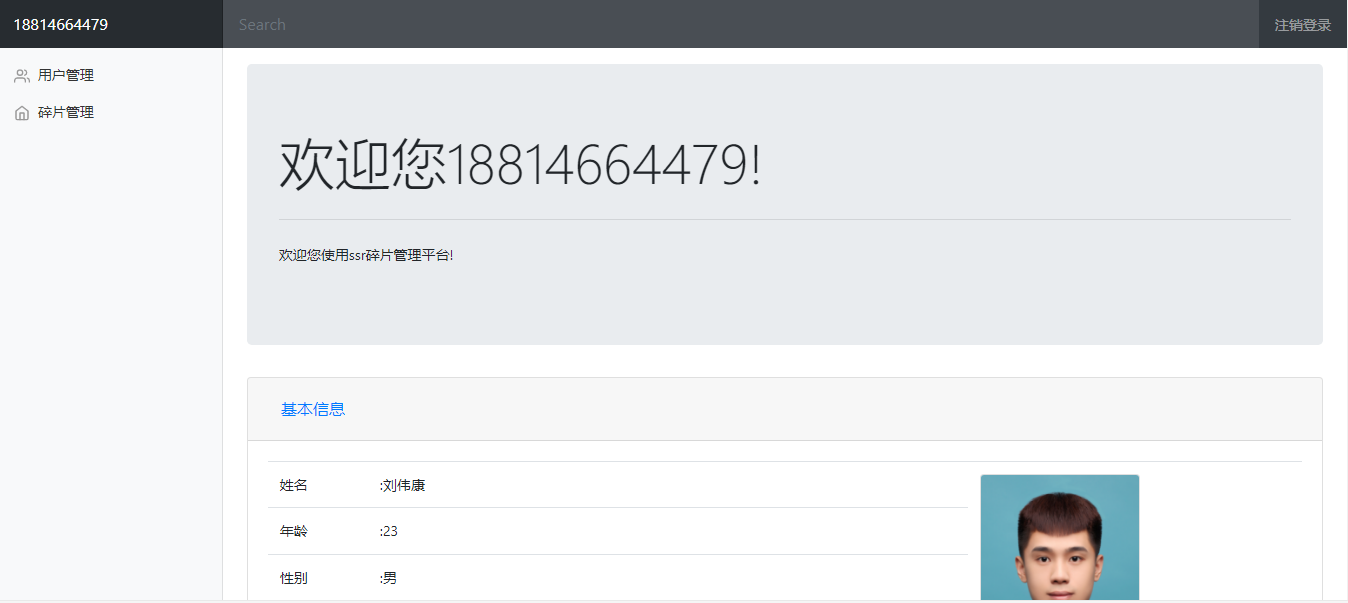 18814664479
Search
注销登录
用户管理
碎片管理
欢迎您18814664479!
欢迎您使用ssr碎片管理平台!
基本信息
姓名 :刘伟康
年龄 :23
性别 :男